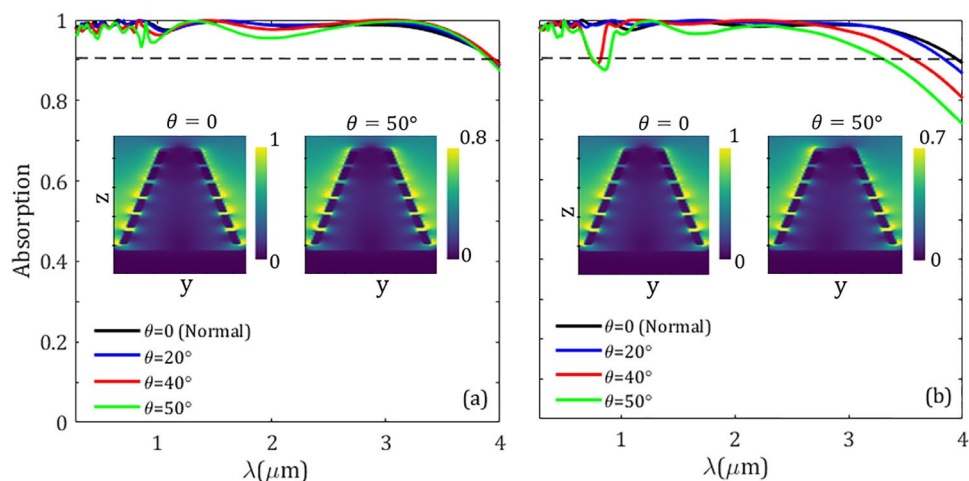 Absorption
1
0.8
0.6
0.4
0.2
0
1
2
3
4
λ(μm)
θ = 0
θ = 50°
z
y
y
1
0
0.8
0
θ=0 (Normal)
θ=20°
θ=40°
θ=50°
(a)
θ = 0
θ = 50°
z
y
y
1
0
0.7
0
θ=0 (Normal)
θ=20°
θ=40°
θ=50°
(b)
1
2
3
4
λ(μm)